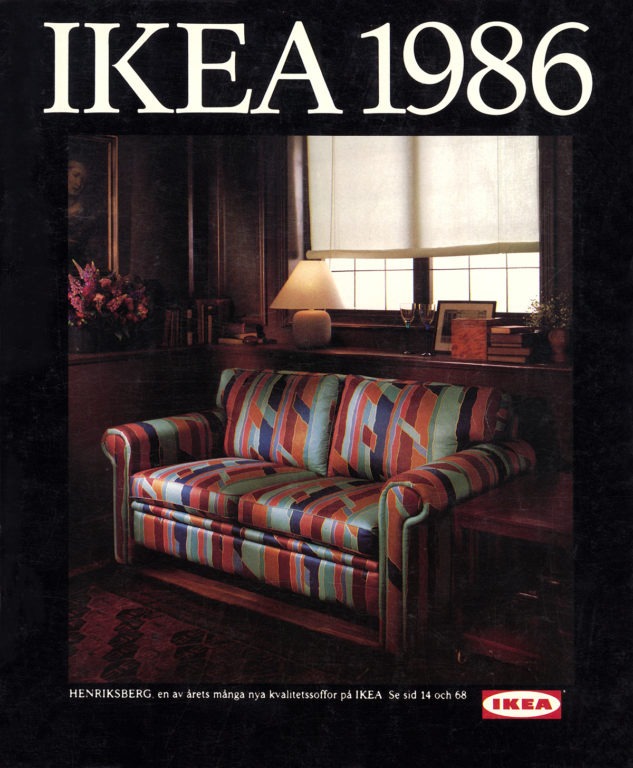 IKEA 1986
HENRIKSBERG, en av årets många nya kvalitetssoffor på IKEA Se sid 14 och 68
IKEA